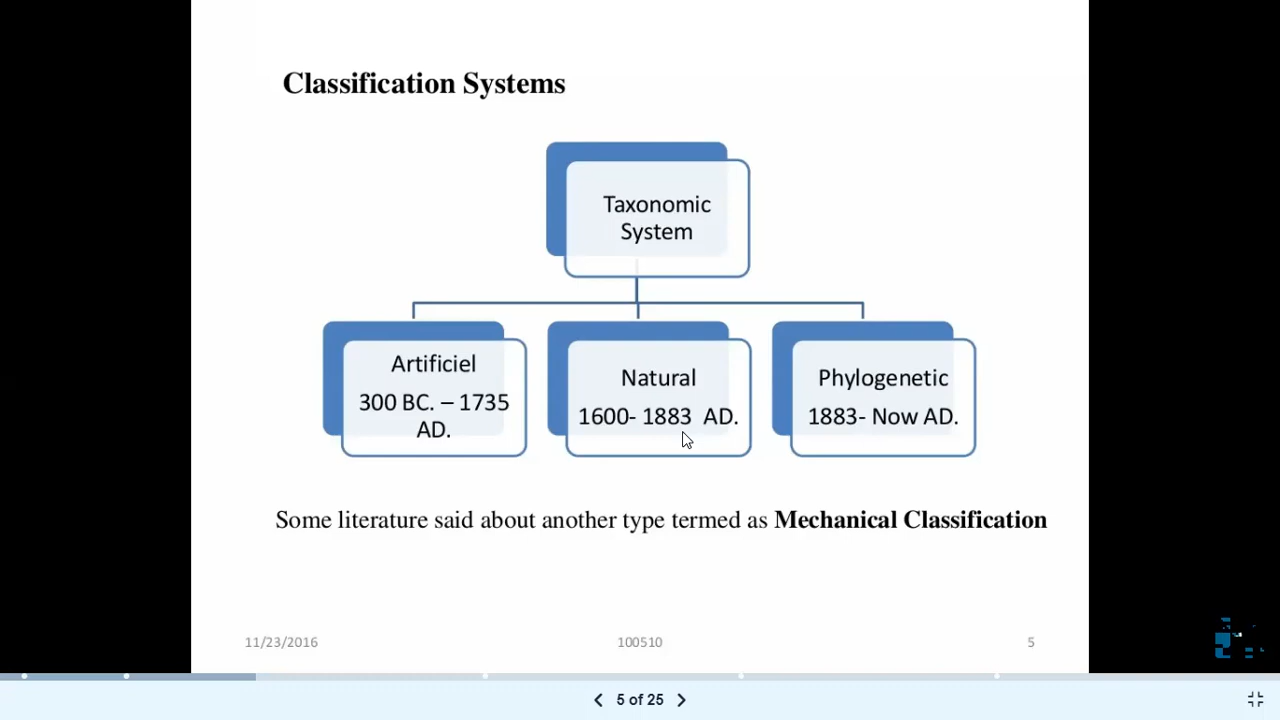 Classification Systems
Taxonomic
System
Artificiel
300 BC. – 1735
AD.
Natural
1600- 1883  AD.
Phylogenetic
1883- Now AD.
Some literature said about another type termed as Mechanical Classification
11/23/2016
100510
5
5 of 25